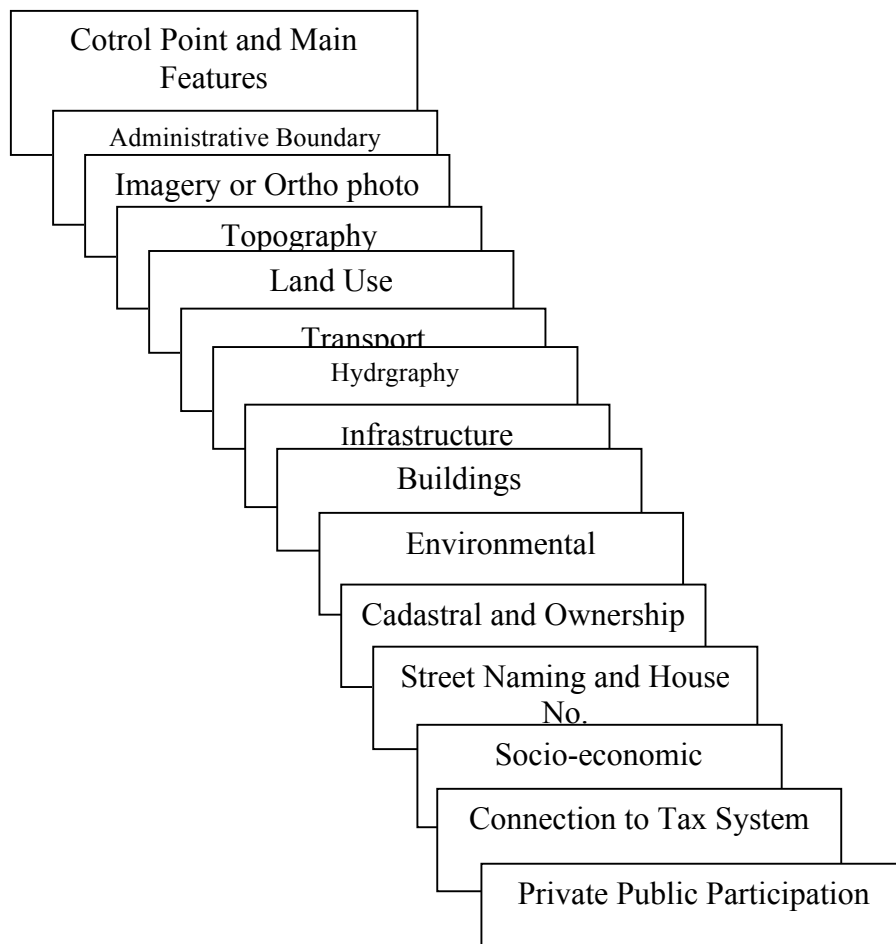 Cotrol Point and Main
Features
Administrative Boundary
Imagery or Ortho photo
Topography
Land Use
Transport
Hydrgraphy
Infrastructure
Buildings
Environmental
Cadastral and Ownership
Street Naming and House
No.
Socio-economic
Connection to Tax System
Private Public Participation